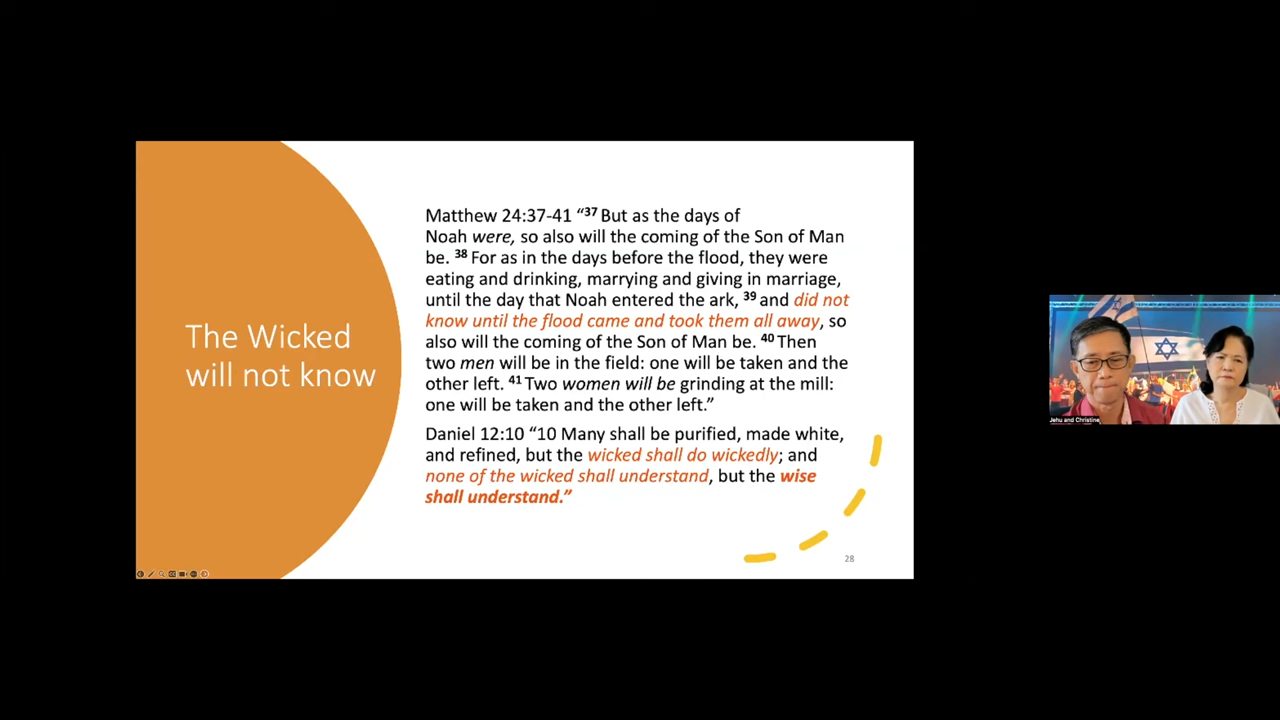 The Wicked
will not know
Matthew 24:37-41 “37 But as the days of
Noah were, so also will the coming of the Son of Man
be. 38 For as in the days before the flood, they were
eating and drinking, marrying and giving in marriage,
until the day that Noah entered the ark, 39 and did not
know until the flood came and took them all away, so
also will the coming of the Son of Man be. 40 Then
two men will be in the field: one will be taken and the
other left. 41 Two women will be grinding at the mill:
one will be taken and the other left.”
Daniel 12:10 “10 Many shall be purified, made white,
and refined, but the wicked shall do wickedly; and
none of the wicked shall understand, but the wise
shall understand.”
28
Jehu and Christine